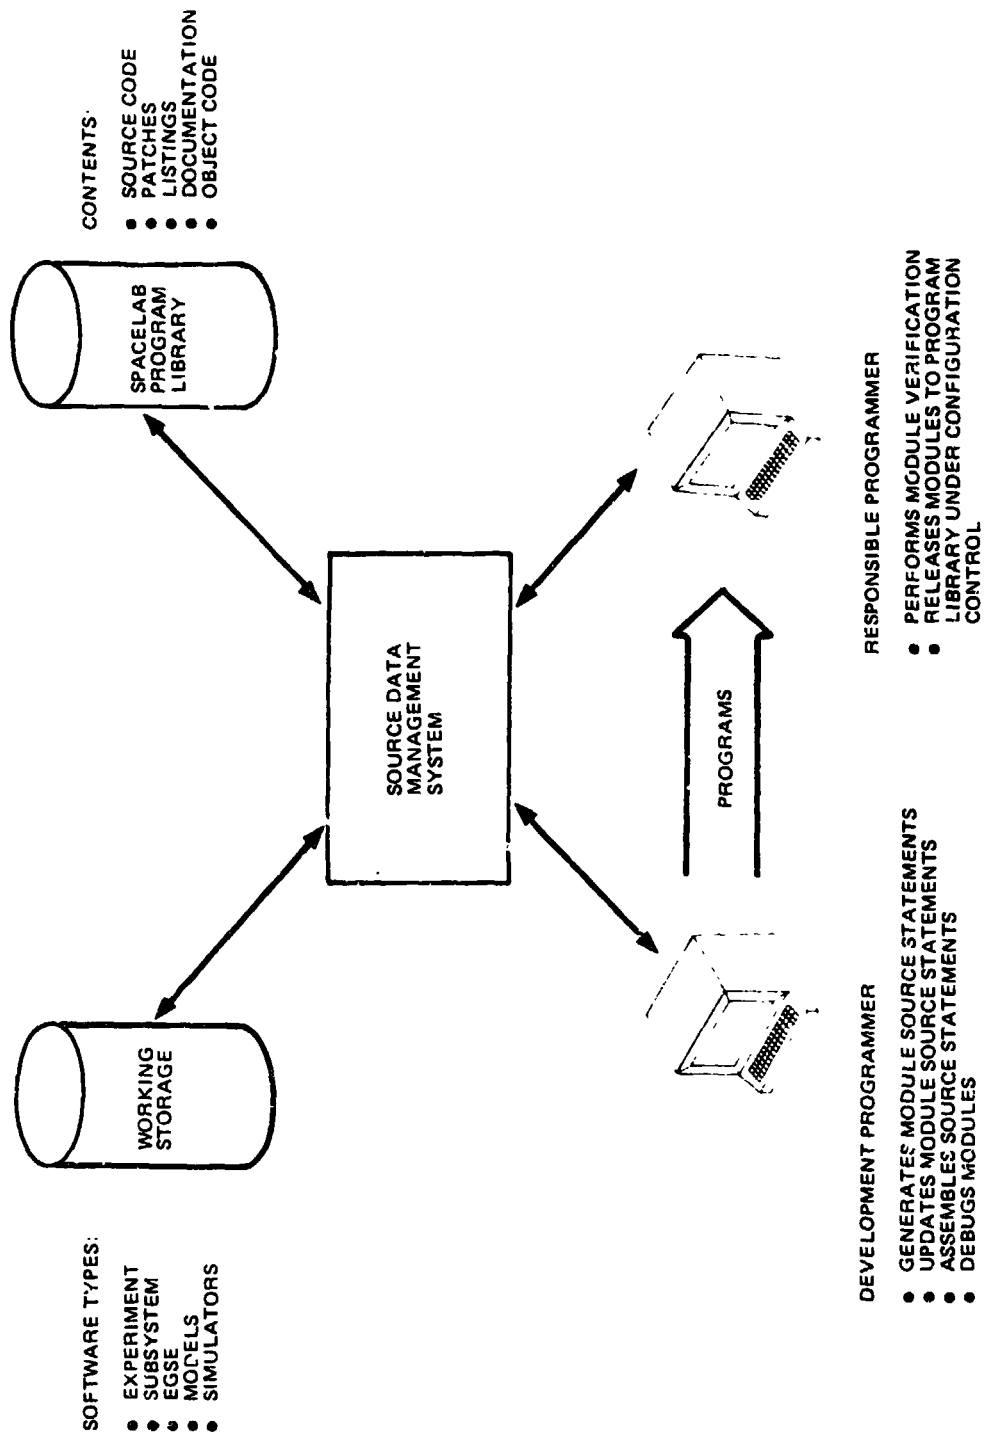 SOFTWARE TYPES:
● EXPERIMENT
● SUBSYSTEM
● EGSE
● MODELS
● SIMULATORS
WORKING
STORAGE
SPACELAB
PROGRAM
LIBRARY
CONTENTS:
● SOURCE CODE
● PATCHES
● LISTINGS
● DOCUMENTATION
● OBJECT CODE
SOURCE DATA
MANAGEMENT
SYSTEM
PROGRAMS
DEVELOPMENT PROGRAMMER
● GENERATES MODULE SOURCE STATEMENTS
● UPDATES MODULE SOURCE STATEMENTS
● ASSEMBLES SOURCE STATEMENTS
● DEBUGS MODULES
RESPONSIBLE PROGRAMMER
● PERFORMS MODULE VERIFICATION
● RELEASES MODULES TO PROGRAM
LIBRARY UNDER CONFIGURATION
CONTROL